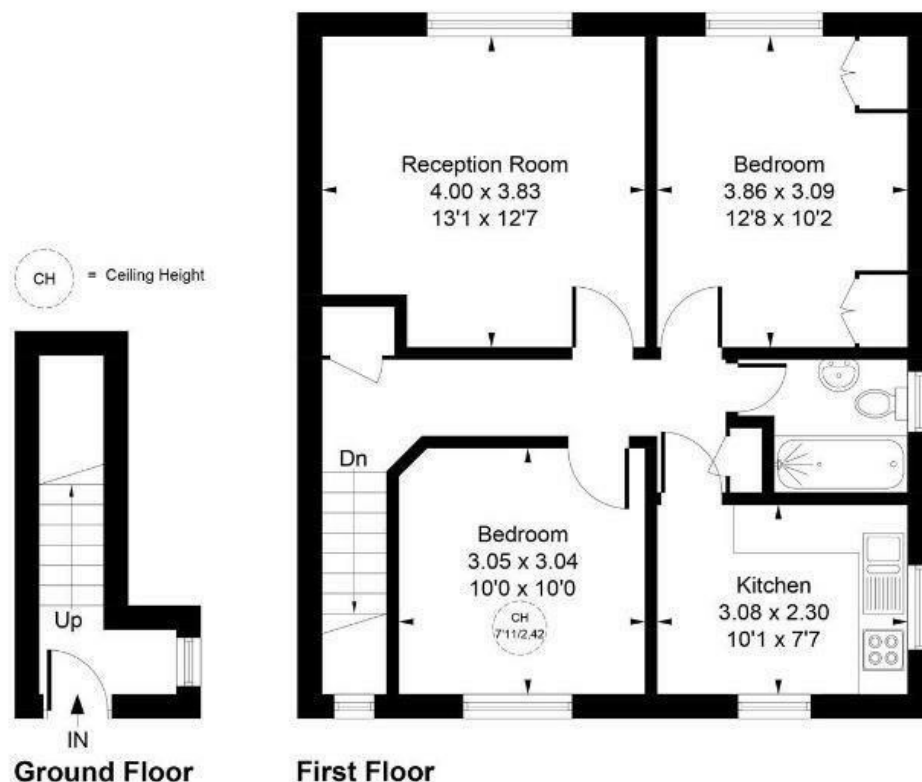 Reception Room
4.00 x 3.83
13'1 x 12'7
Bedroom
3.86 x 3.09
12'8 x 10'2
CH
= Ceiling Height
Dn
Up
IN
Bedroom
3.05 x 3.04
10'0 x 10'0
CH
7'11/2.42
Kitchen
3.08 x 2.30
10'1 x 7'7
Ground Floor
First Floor